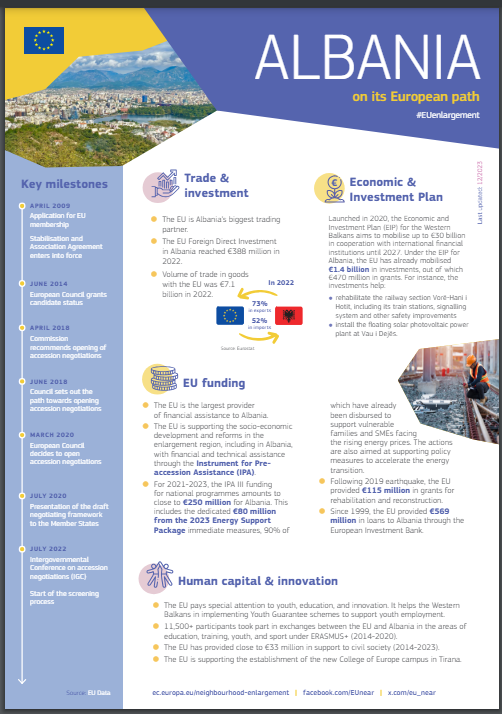 ALBANIA
on its European path
#EUenlargement
Last updated: 12/2023
Key milestones
APRIL 2009
Application for EU
membership
Stabilisation and
Association Agreement
enters into force
JUNE 2014
European Council grants
candidate status
APRIL 2018
Commission
recommends opening of
accession negotiations
JUNE 2018
Council sets out the
path towards opening
accession negotiations
MARCH 2020
European Council
decides to open
accession negotiations
JULY 2020
Presentation of the draft
negotiating framework
to the Member States
JULY 2022
Intergovernmental
Conference on accession
negotiations (IGC)
Start of the screening
process
Source: EU Data
Trade &
investment
The EU is Albania's biggest trading
partner.
The EU Foreign Direct Investment
in Albania reached €388 million in
2022.
Volume of trade in goods
with the EU was €7.1
billion in 2022.
In 2022
73%
in exports
52%
in imports
Source: Eurostat
Economic &
Investment Plan
Launched in 2020, the Economic and
Investment Plan (EIP) for the Western
Balkans aims to mobilise up to €30 billion
in cooperation with international financial
institutions until 2027. Under the EIP for
Albania, the EU has already mobilised
€1.4 billion in investments, out of which
€470 million in grants. For instance, the
investments help:
rehabilitate the railway section Vorë-Hani i
Hotit, including its train stations, signalling
system and other safety improvements
install the floating solar photovoltaic power
plant at Vau i Dejës.
EU funding
The EU is the largest provider
of financial assistance to Albania.
The EU is supporting the socio-economic
development and reforms in the
enlargement region, including in Albania,
with financial and technical assistance
through the Instrument for Pre-
accession Assistance (IPA).
For 2021-2023, the IPA III funding
for national programmes amounts to
close to €250 million for Albania. This
includes the dedicated €80 million
from the 2023 Energy Support
Package immediate measures, 90% of
which have already
been disbursed to
support vulnerable
families and SMEs facing
the rising energy prices. The actions
are also aimed at supporting policy
measures to accelerate the energy
transition.
Following 2019 earthquake, the EU
provided €115 million in grants for
rehabilitation and reconstruction.
Since 1999, the EU provided €569
million in loans to Albania through the
European Investment Bank.
Human capital & innovation
The EU pays special attention to youth, education, and innovation. It helps the Western
Balkans in implementing Youth Guarantee schemes to support youth employment.
11,500+ participants took part in exchanges between the EU and Albania in the areas of
education, training, youth, and sport under ERASMUS+ (2014-2020).
The EU has provided close to €33 million in support to civil society (2014-2023).
The EU is supporting the establishment of the new College of Europe campus in Tirana.
ec.europa.eu/neighbourhood-enlargement | facebook.com/EUnear | x.com/eu_near